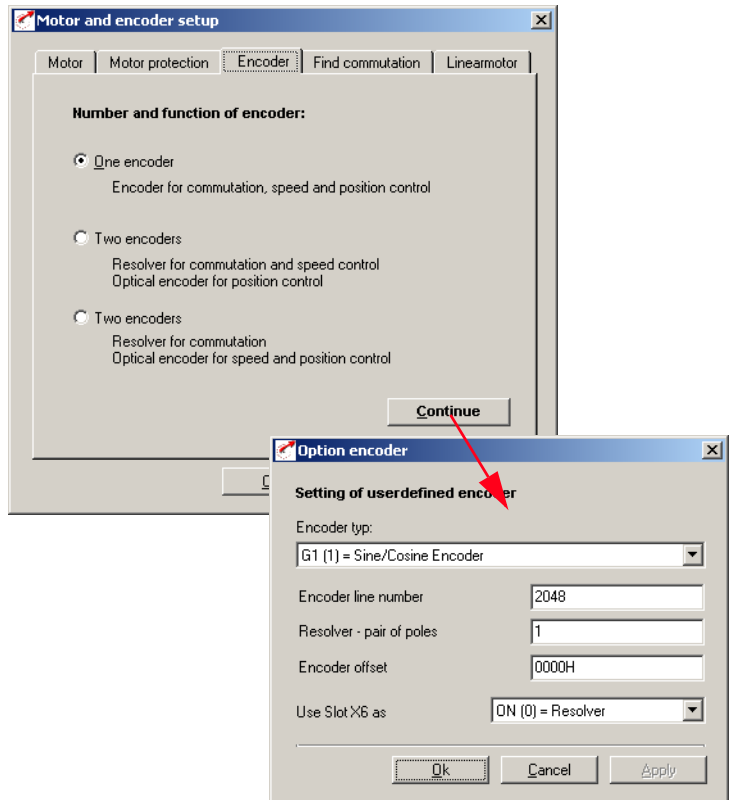 Motor and encoder setup
Motor
Motor protection
Encoder
Find commutation
Linearmotor
Number and function of encoder:
One encoder
Encoder for commutation, speed and position control
Two encoders
Resolver for commutation and speed control
Optical encoder for position control
Two encoders
Resolver for commutation
Optical encoder for speed and position control
Continue
Option encoder
Setting of userdefined encoder
Encoder typ:
G1 (1) = Sine/Cosine Encoder
Encoder line number 2048
Resolver - pair of poles 1
Encoder offset 0000H
Use Slot X6 as ON (0) = Resolver
Ok Cancel Apply